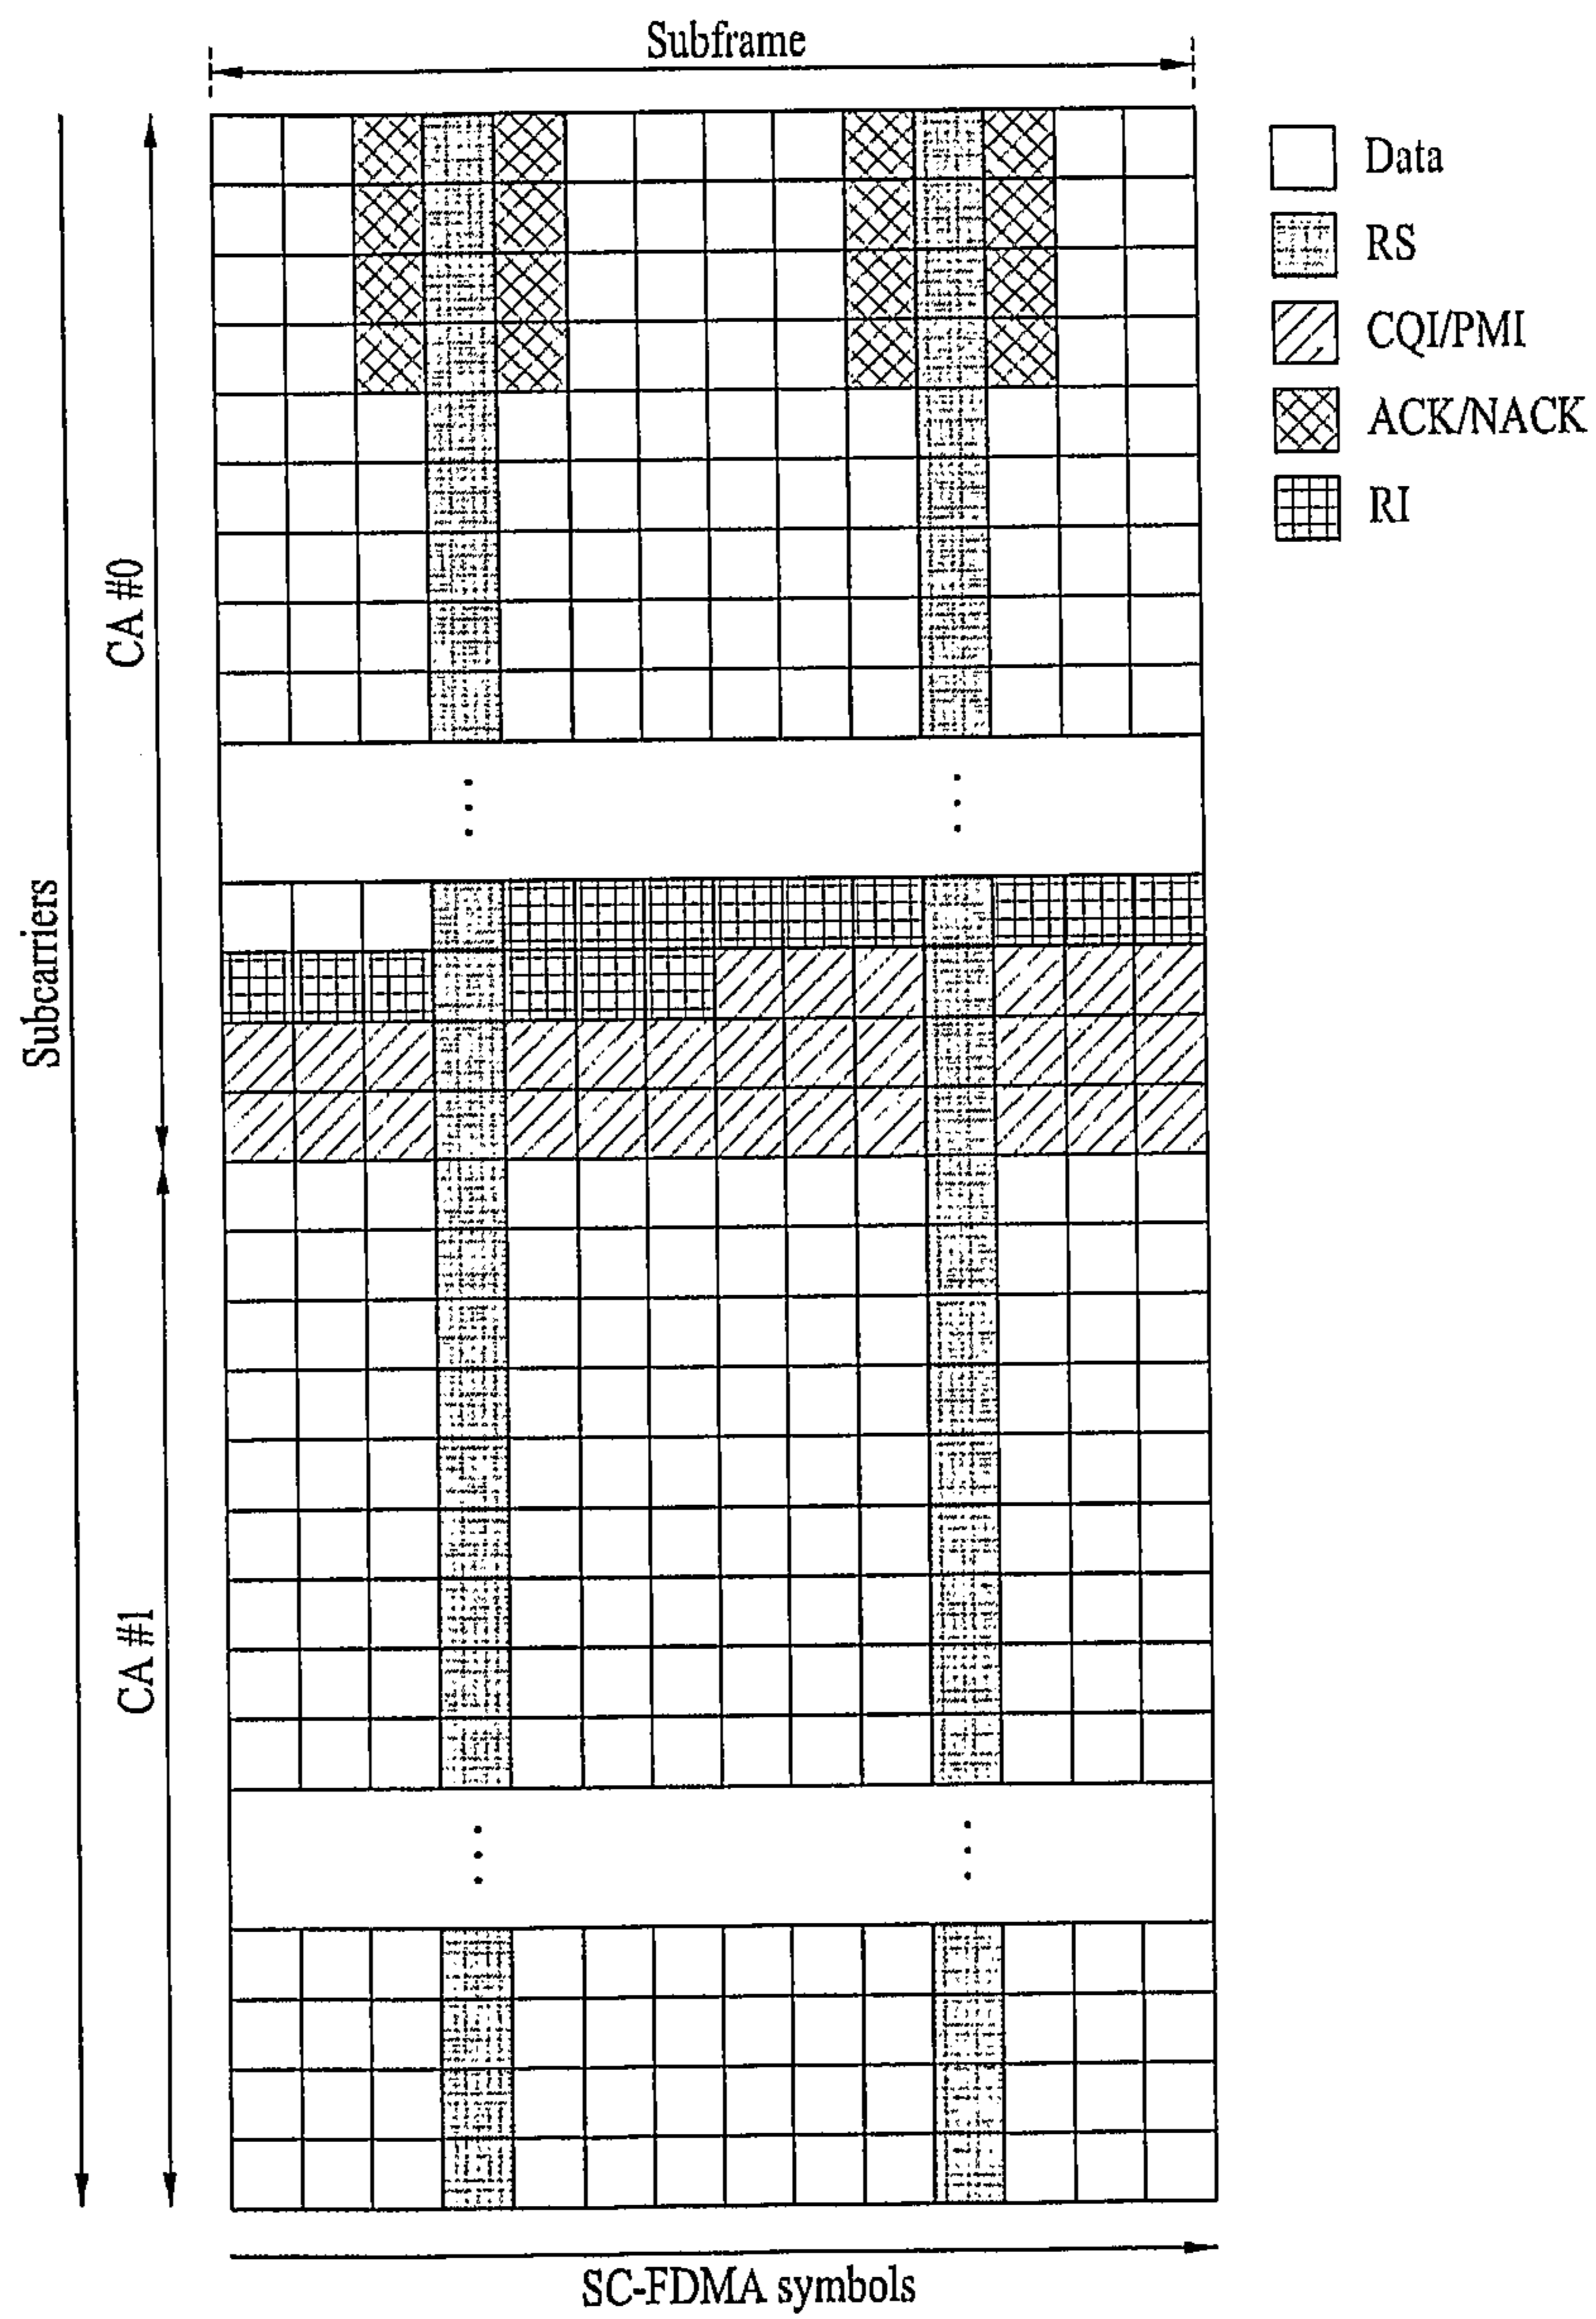 Subframe
Data
RS
CQI/PMI
ACK/NACK
RI
CA #0
Subcarriers
CA #1
SC-FDMA symbols